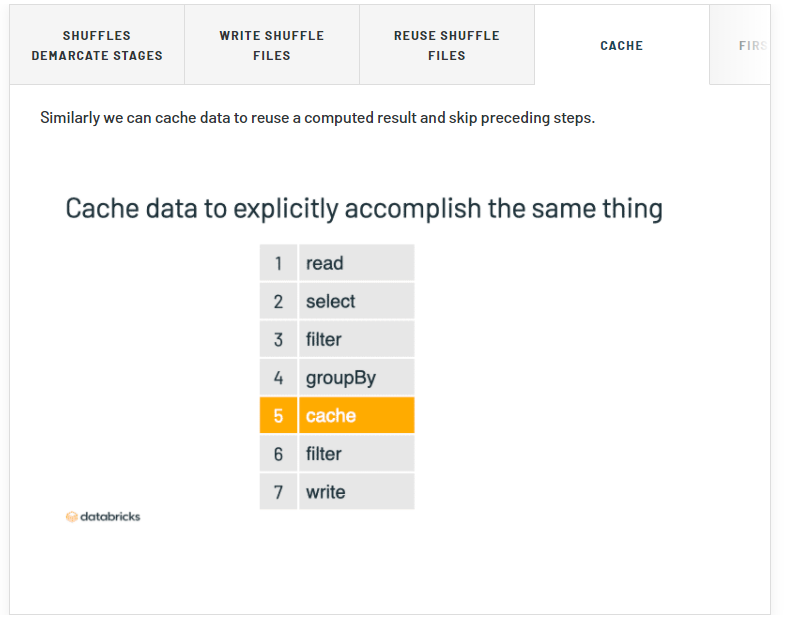 SHUFFLES
DEMARCATE STAGES
WRITE SHUFFLE
FILES
REUSE SHUFFLE
FILES
CACHE
FIRS
Similarly we can cache data to reuse a computed result and skip preceding steps.
Cache data to explicitly accomplish the same thing
1 read
2 select
3 filter
4 groupBy
5 cache
6 filter
7 write
databricks